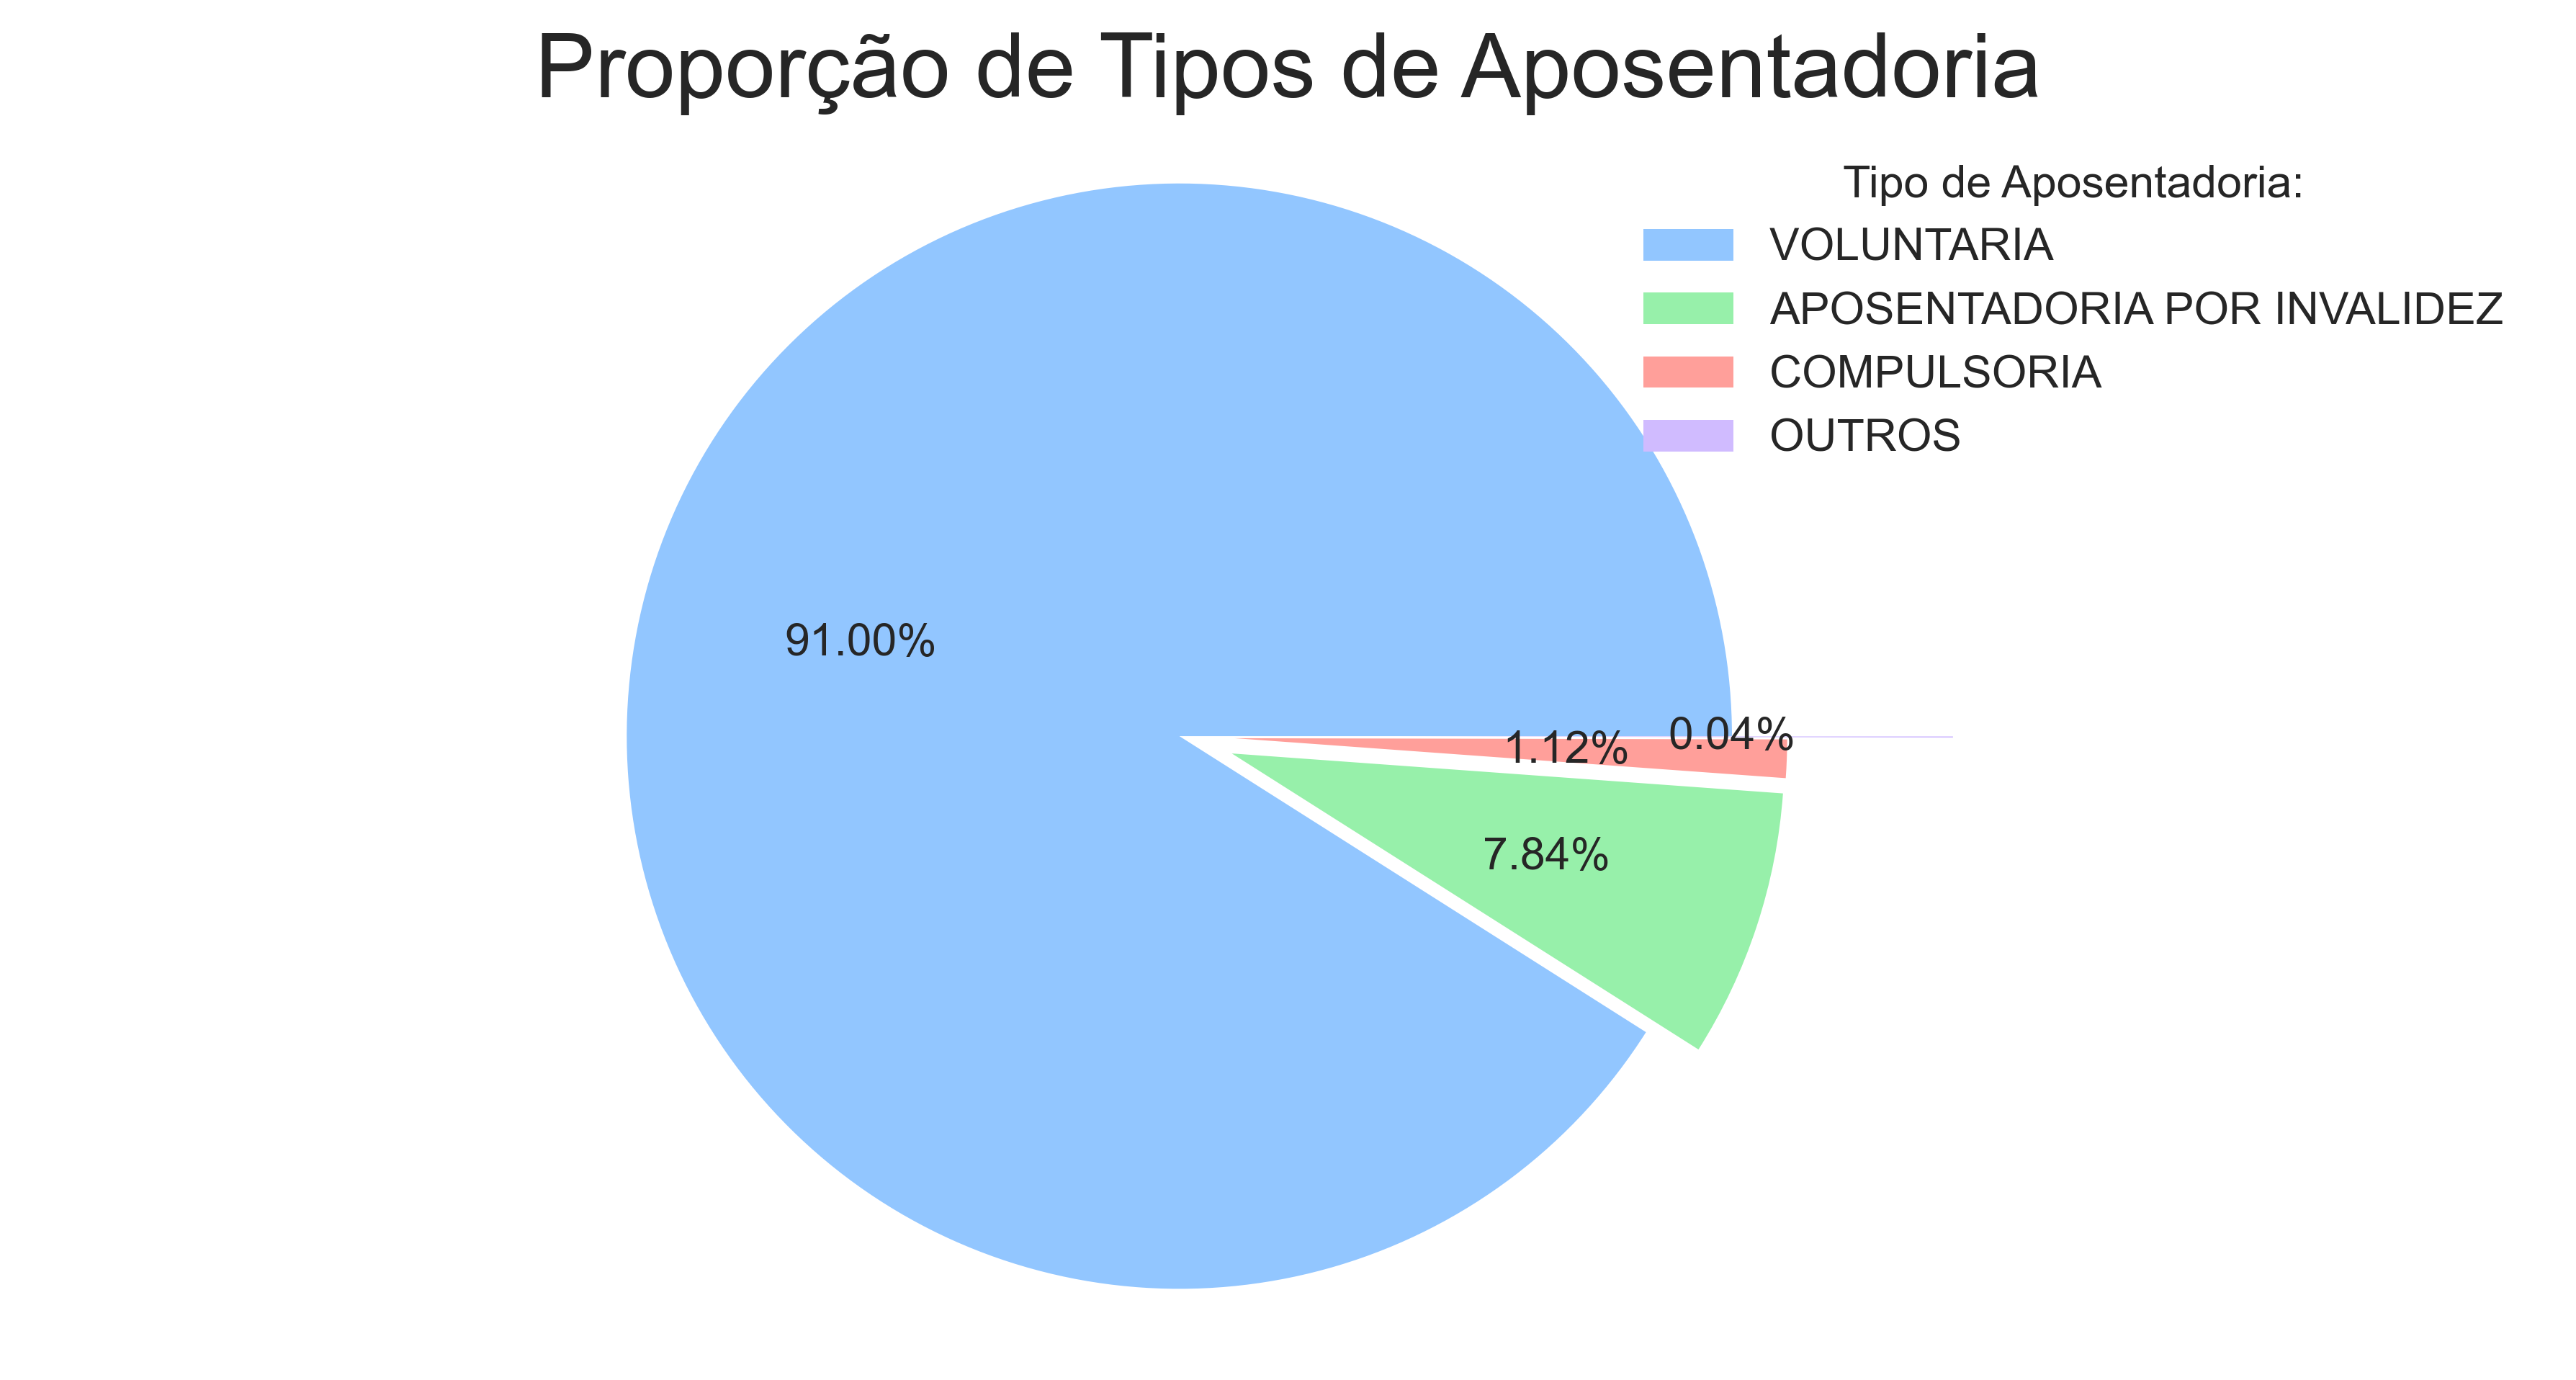 Proporção de Tipos de Aposentadoria
Tipo de Aposentadoria:
VOLUNTARIA
APOSENTADORIA POR INVALIDEZ
COMPULSORIA
OUTROS
91.00%
0.04%
1.12%
7.84%